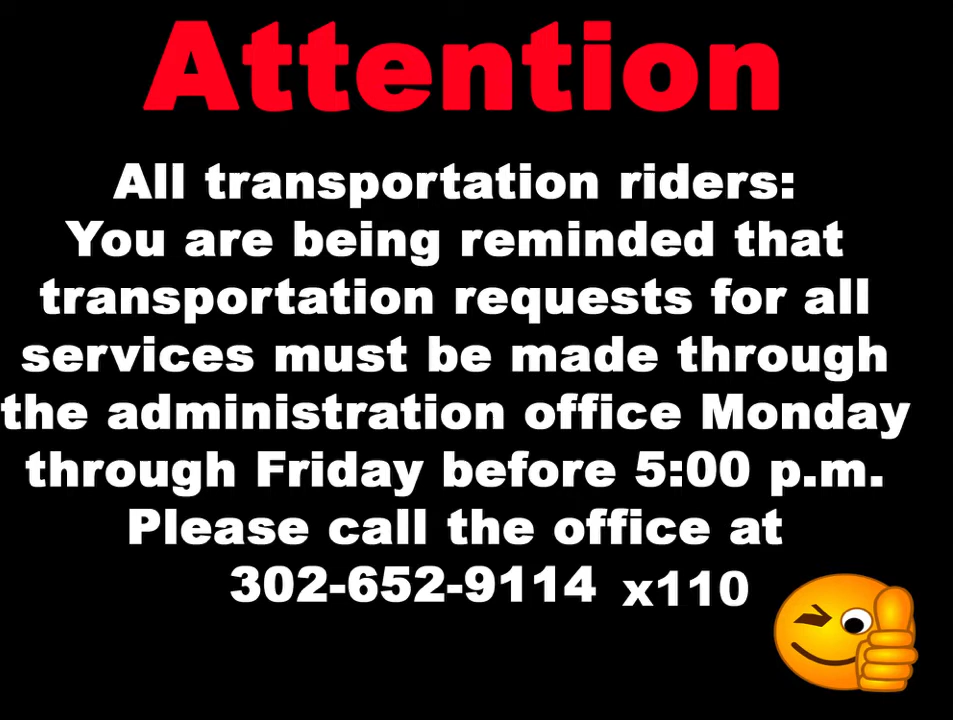 Attention
All transportation riders:
You are being reminded that
transportation requests for all
services must be made through
the administration office Monday
through Friday before 5:00 p.m.
Please call the office at
302-652-9114 x110